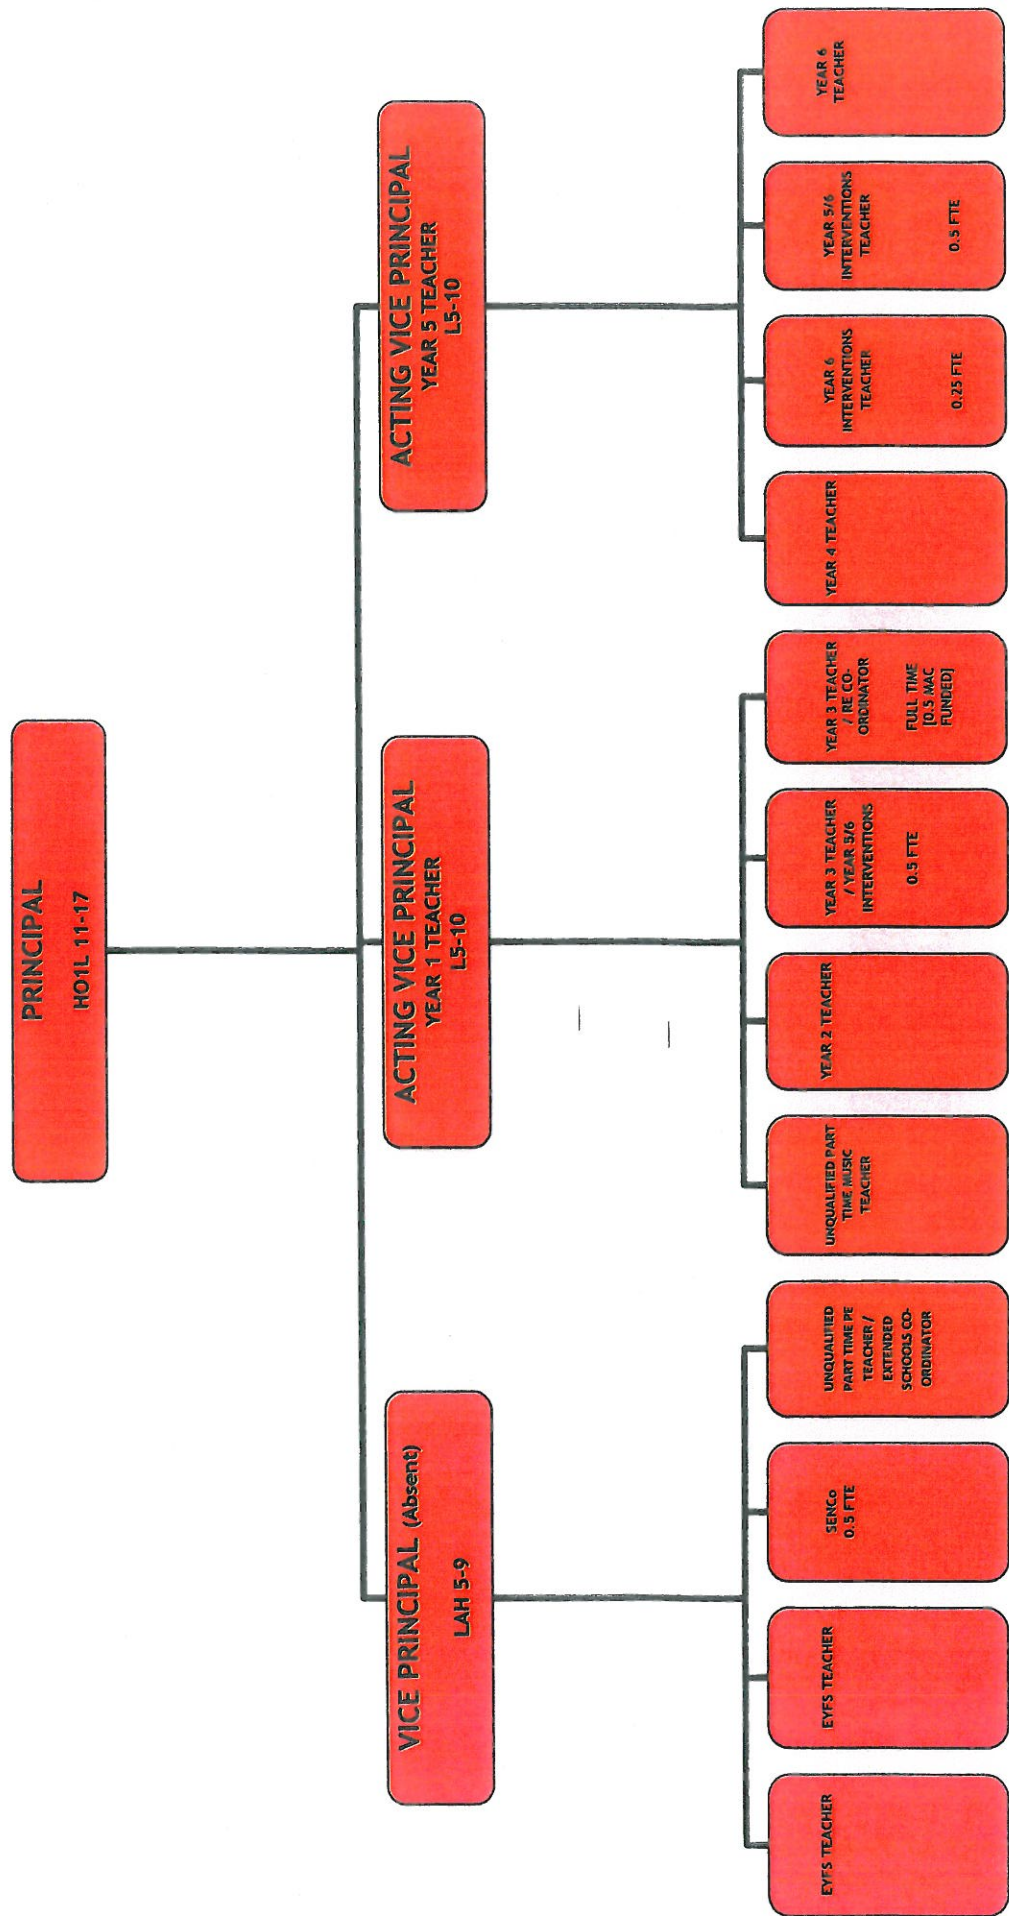 PRINCIPAL
HO1L 11-17
VICE PRINCIPAL (Absent)
LAH 5-9
ACTING VICE PRINCIPAL
YEAR 1 TEACHER
L5-10
ACTING VICE PRINCIPAL
YEAR 5 TEACHER
L5-10
EYFS TEACHER
EYFS TEACHER
SENCo
0.5 FTE
UNQUALIFIED
PART TIME PE
TEACHER /
EXTENDED
SCHOOLS CO-
ORDINATOR
UNQUALIFIED PART
TIME MUSIC
TEACHER
YEAR 2 TEACHER
YEAR 3 TEACHER
/ YEAR 5/6
INTERVENTIONS
0.5 FTE
YEAR 3 TEACHER
/ RE CO-
ORDINATOR
FULL TIME
[0.5 MAC
FUNDED]
YEAR 4 TEACHER
YEAR 6
INTERVENTIONS
TEACHER
0.25 FTE
YEAR 5/6
INTERVENTIONS
TEACHER
0.5 FTE
YEAR 6
TEACHER